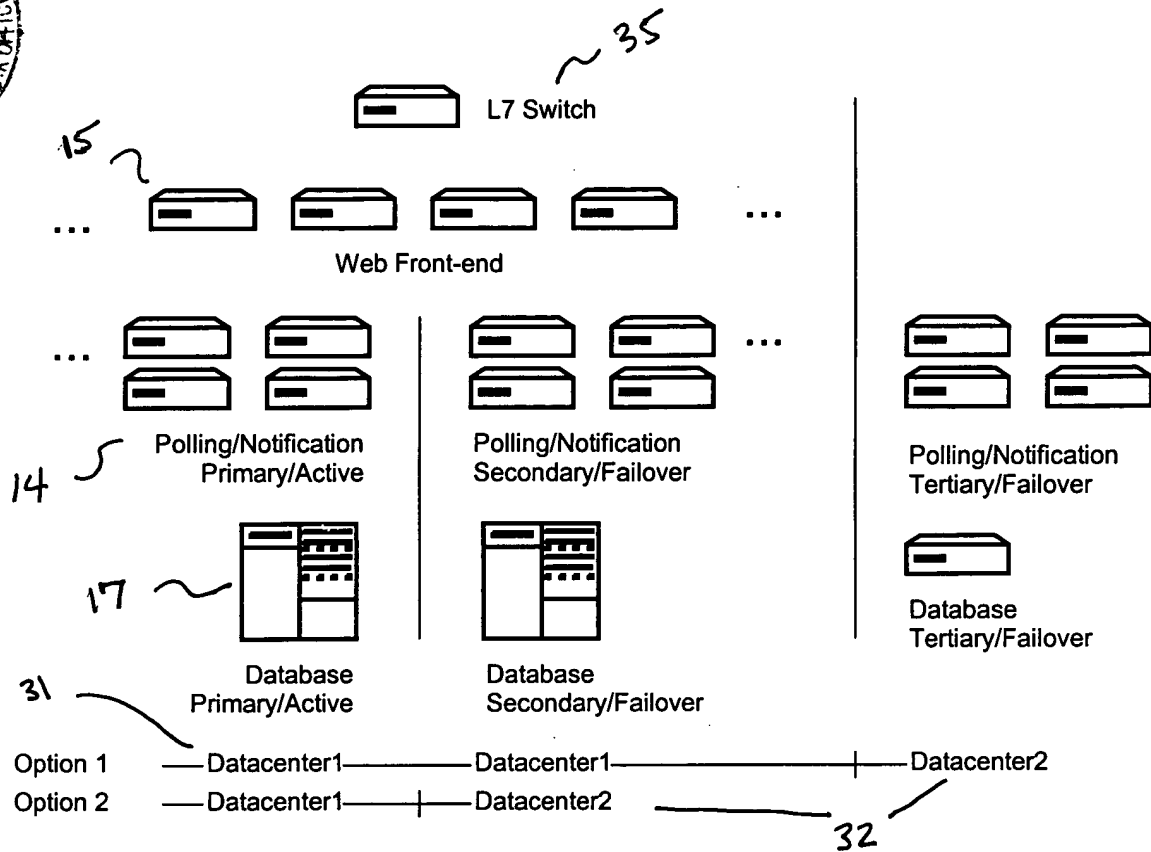 35
L7 Switch
15
... ...
Web Front-end
... ...
Polling/Notification
Primary/Active
Polling/Notification
Secondary/Failover
Polling/Notification
Tertiary/Failover
14
17
Database
Tertiary/Failover
Database
Primary/Active
Database
Secondary/Failover
31
Option 1 Datacenter1 Datacenter1 Datacenter2
Option 2 Datacenter1 Datacenter2
32